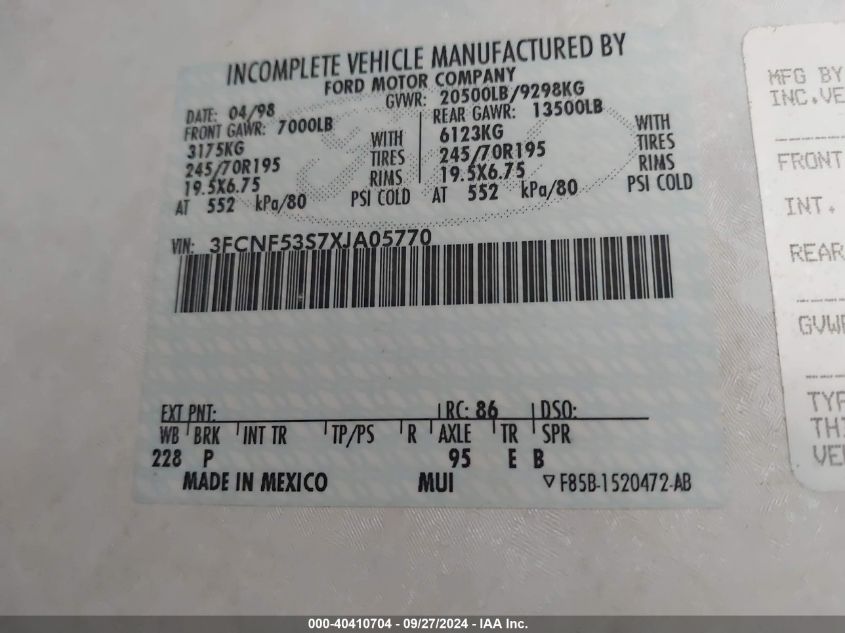 INCOMPLETE VEHICLE MANUFACTURED BY
FORD MOTOR COMPANY
DATE: 04/98 GVWR: 20500LB/9298KG
FRONT GAWR: 7000LB REAR GAWR: 13500LB
3175KG WITH 6123KG WITH
245/70R195 TIRES 245/70R195 TIRES
19.5X6.75 RIMS 19.5X6.75 RIMS
AT 552 kPa/80 PSI COLD AT 552 kPa/80 PSI COLD
VIN: 3FCNF53S7XJA05770
EXT PNT: RC: 86 DSO:
WB BRK INT TR TP/PS R AXLE TR SPR
228 P 95 E B
MADE IN MEXICO MUI F85B-1520472-AB
MFG BY
INC.VE
FRONT
INT.
REAR
GVWR
TYP
THI
VEH
000-40410704 - 09/27/2024 - IAA Inc.